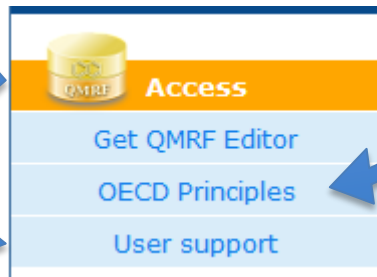 QMRF
Access
Get QMRF Editor
OECD Principles
User support